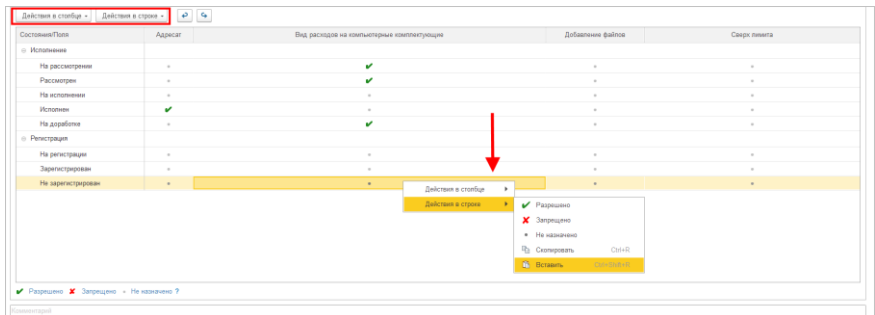 Действия в столбце
Действия в строке
Состояния/Поля Адресат Вид расходов на компьютерные комплектующие Добавление файлов Сверх лимита
Исполнение
На рассмотрении
Рассмотрен
На исполнении
Исполнен
На доработке
Регистрация
На регистрации
Зарегистрирован
Не зарегистрирован
Действия в столбце
Действия в строке
Разрешено
Запрещено
Не назначено
Скопировать Ctrl+R
Вставить Ctrl+Shift+R
Разрешено Запрещено Не назначено ?
Комментарий